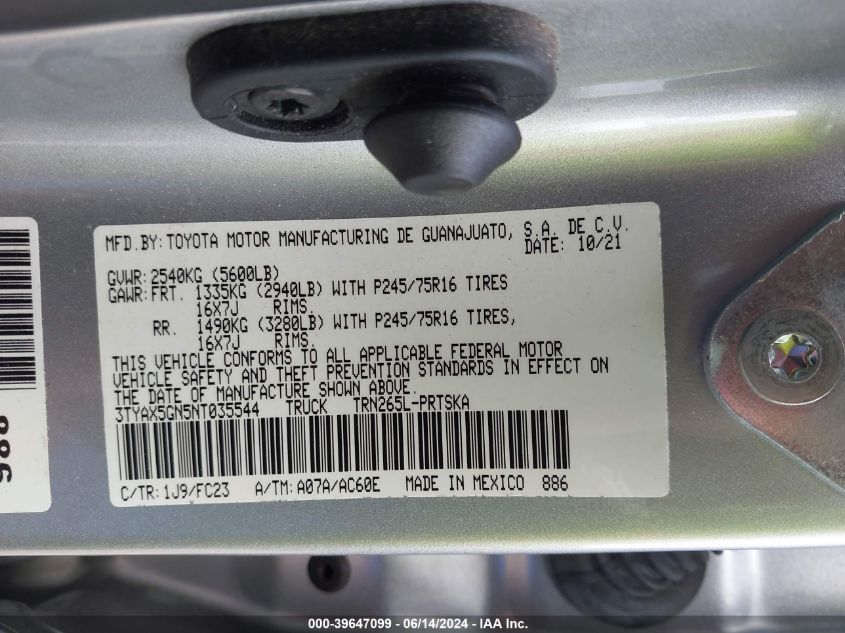 MFD.BY: TOYOTA MOTOR MANUFACTURING DE GUANAJUATO, S.A. DE C.V.
DATE: 10/21
GVWR: 2540KG (5600LB)
GAWR: FRT. 1335KG (2940LB) WITH P245/75R16 TIRES
16X7J RIMS.
RR. 1490KG (3280LB) WITH P245/75R16 TIRES,
16X7J RIMS.
THIS VEHICLE CONFORMS TO ALL APPLICABLE FEDERAL MOTOR
VEHICLE SAFETY AND THEFT PREVENTION STANDARDS IN EFFECT ON
THE DATE OF MANUFACTURE SHOWN ABOVE.
3TYAX5GN5NT035544 TRUCK TRN265L-PRTSKA
C/TR: 1J9/FC23 A/TM: A07A/AC60E MADE IN MEXICO 886
000-39647099 - 06/14/2024 - IAA Inc.